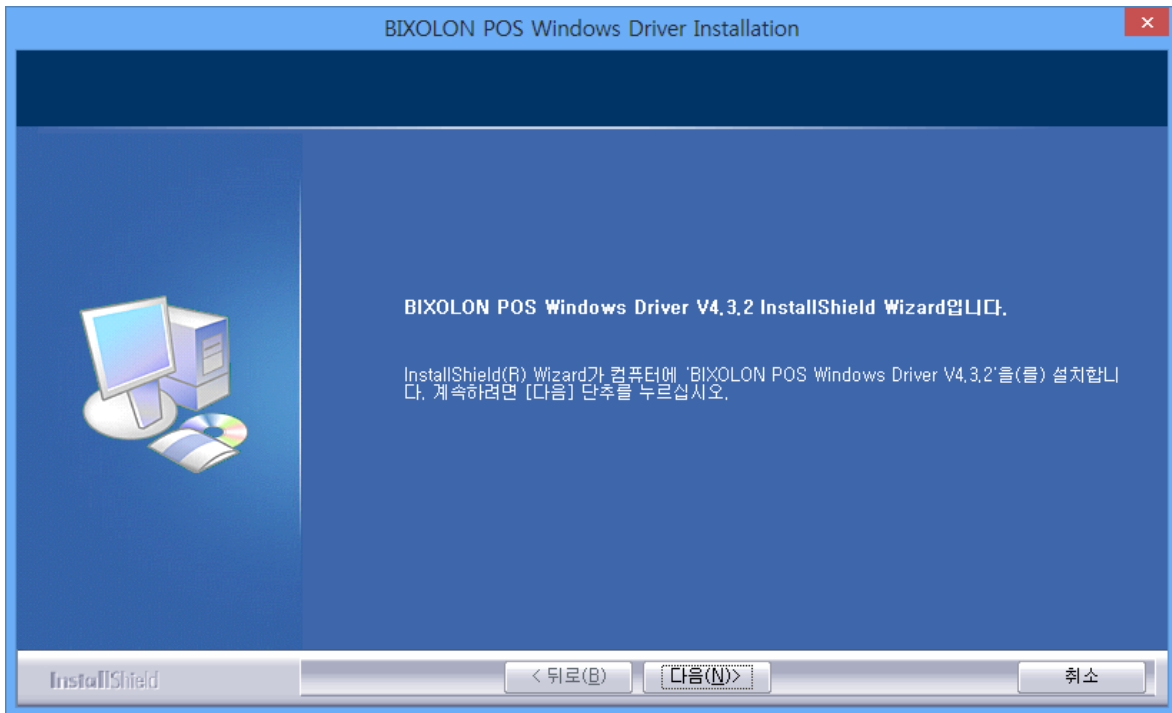 BIXOLON POS Windows Driver Installation
BIXOLON POS Windows Driver V4.3.2 InstallShield Wizard입니다.
InstallShield(R) Wizard가 컴퓨터에 'BIXOLON POS Windows Driver V4.3.2'을(를) 설치합니
다. 계속하려면 [다음] 단추를 누르십시오.
InstallShield
< 뒤로(B)
다음(N)>
취소